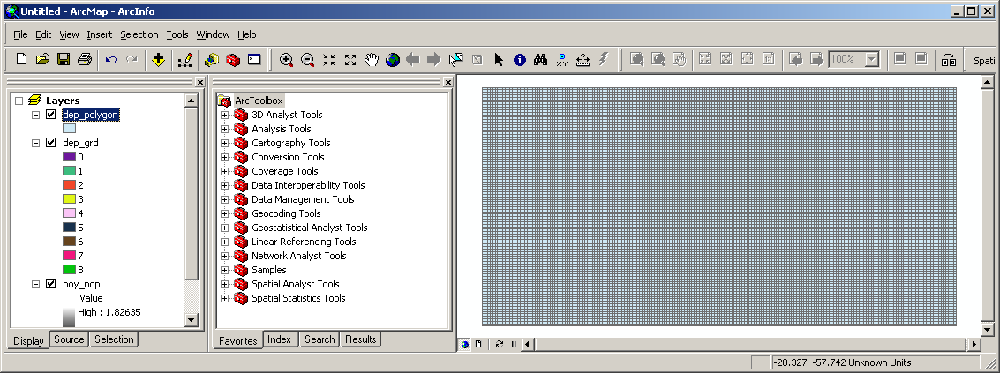 Untitled - ArcMap - ArcInfo
File Edit View Insert Selection Tools Window Help
XY 1:1 100% Spatia
Layers
dep_polygon
dep_grd
0
1
2
3
4
5
6
7
8
noy_nop
Value
High : 1.82635
Display Source Selection
ArcToolbox
3D Analyst Tools
Analysis Tools
Cartography Tools
Conversion Tools
Coverage Tools
Data Interoperability Tools
Data Management Tools
Geocoding Tools
Geostatistical Analyst Tools
Linear Referencing Tools
Network Analyst Tools
Samples
Spatial Analyst Tools
Spatial Statistics Tools
Favorites Index Search Results
-20.327 -57.742 Unknown Units